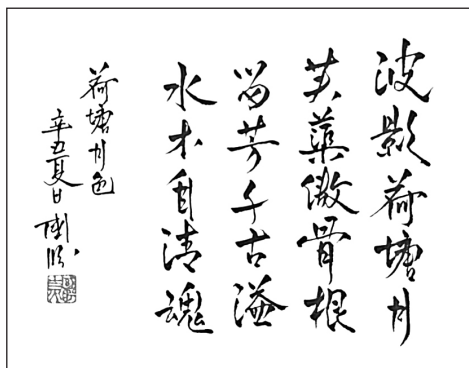 波影荷塘月
芙蕖傲骨根
留芳千古溢
水木自清魂
荷塘月色
辛丑夏日